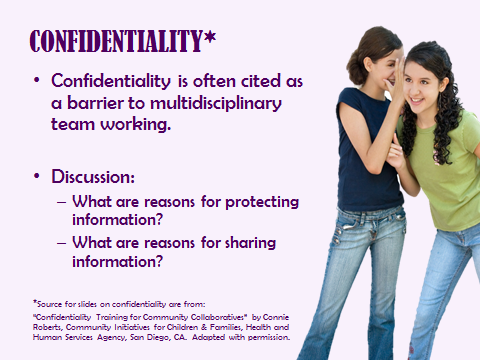 CONFIDENTIALITY*
• Confidentiality is often cited as
a barrier to multidisciplinary
team working.
• Discussion:
– What are reasons for protecting
information?
– What are reasons for sharing
information?
*Source for slides on confidentiality are from:
“Confidentiality Training for Community Collaboratives” by Connie
Roberts, Community Initiatives for Children & Families, Health and
Human Services Agency, San Diego, CA. Adapted with permission.